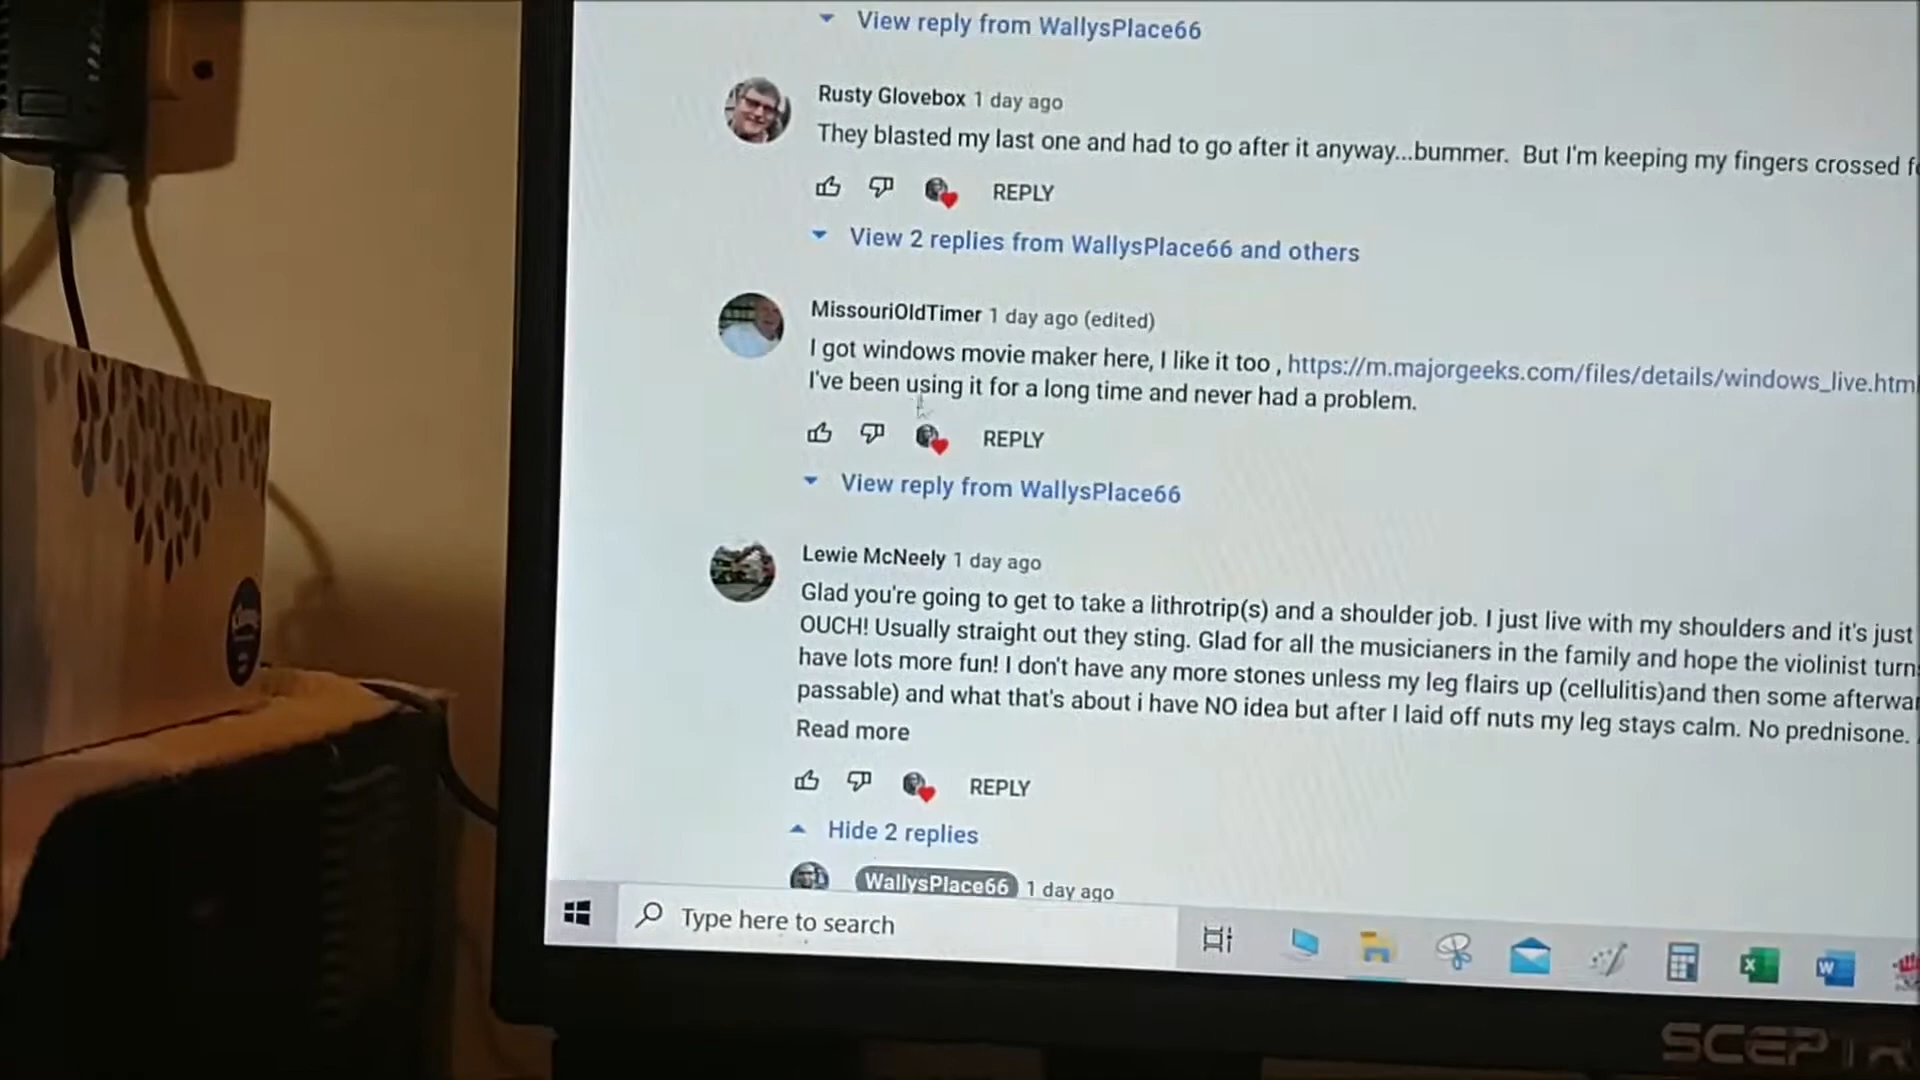 View reply from WallysPlace66
Rusty Glovebox 1 day ago
They blasted my last one and had to go after it anyway...bummer. But I'm keeping my fingers crossed
REPLY
View 2 replies from WallysPlace66 and others
MissouriOldTimer 1 day ago (edited)
I got windows movie maker here, I like it too , https://m.majorgeeks.com/files/details/windows_live.htm
I've been using it for a long time and never had a problem.
REPLY
View reply from WallysPlace66
Lewie McNeely 1 day ago
Glad you're going to get to take a lithrotrip(s) and a shoulder job. I just live with my shoulders and it's just
OUCH! Usually straight out they sting. Glad for all the musicianers in the family and hope the violinist turn
have lots more fun! I don't have any more stones unless my leg flairs up (cellulitis)and then some afterwa
passable) and what that's about i have NO idea but after I laid off nuts my leg stays calm. No prednisone.
Read more
REPLY
Hide 2 replies
WallysPlace66 1 day ago
Type here to search
SCEPT